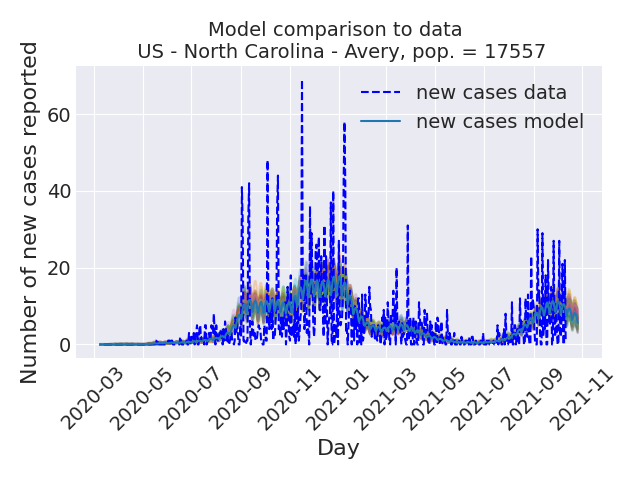 Model comparison to data
US - North Carolina - Avery, pop. = 17557
new cases data
new cases model
Number of new cases reported
60
40
20
0
2020-03
2020-05
2020-07
2020-09
2020-11
2021-01
2021-03
2021-05
2021-07
2021-09
2021-11
Day